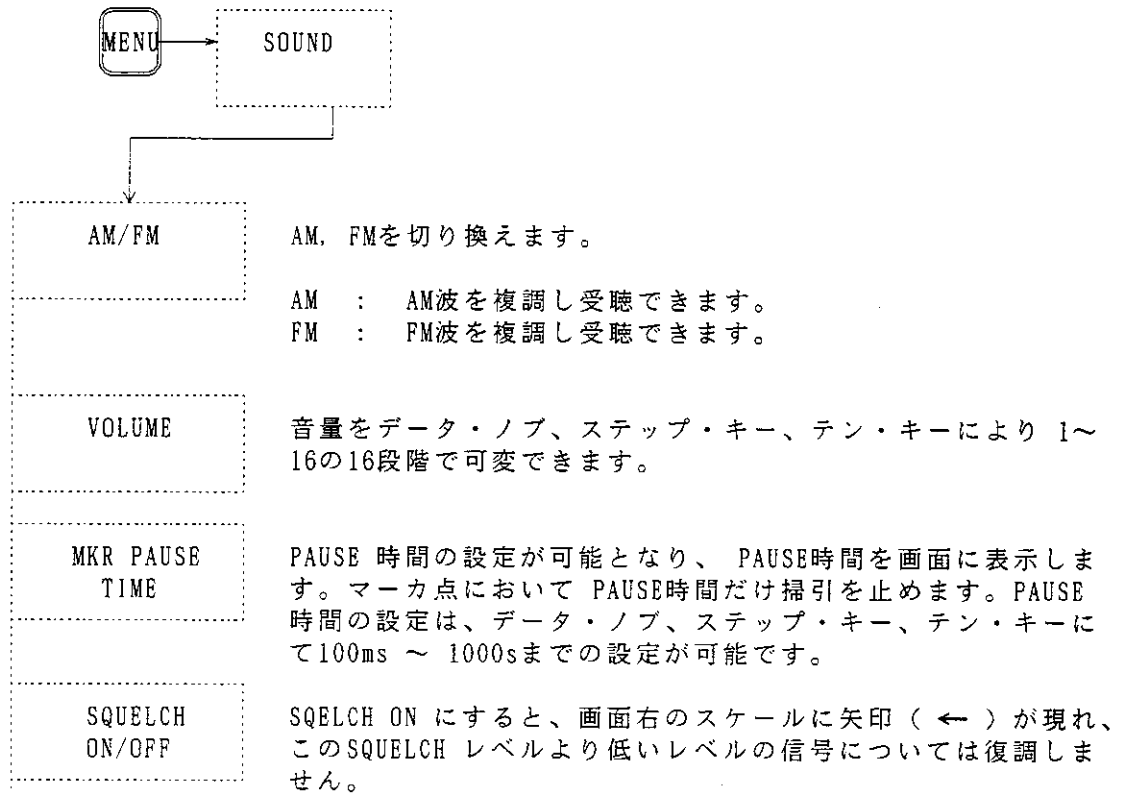 MENU
SOUND
AM/FM
AM, FMを切り換えます。
AM : AM波を複調し受聴できます。
FM : FM波を複調し受聴できます。
VOLUME
音量をデータ・ノブ、ステップ・キー、テン・キーにより 1～
16の16段階で可変できます。
MKR PAUSE
TIME
PAUSE 時間の設定が可能となり、 PAUSE時間を画面に表示しま
す。マーカ点において PAUSE時間だけ掃引を止めます。PAUSE
時間の設定は、データ・ノブ、ステップ・キー、テン・キーに
て100ms ～ 1000sまでの設定が可能です。
SQUELCH
ON/OFF
SQELCH ON にすると、画面右のスケールに矢印（ ← ）が現れ、
このSQUELCH レベルより低いレベルの信号については復調しま
せん。